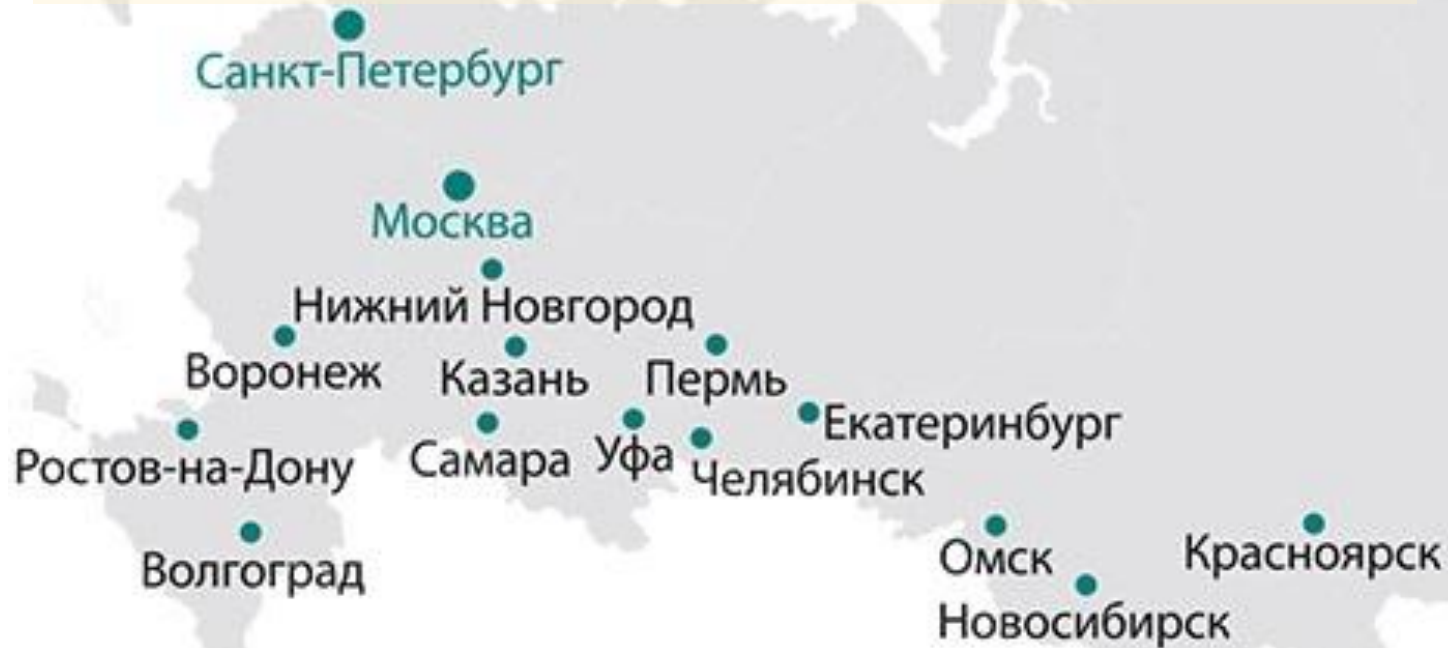 Санкт-Петербург
Москва
Нижний Новгород
Воронеж
Казань
Пермь
Екатеринбург
Ростов-на-Дону
Самара
Уфа
Челябинск
Волгоград
Омск
Красноярск
Новосибирск